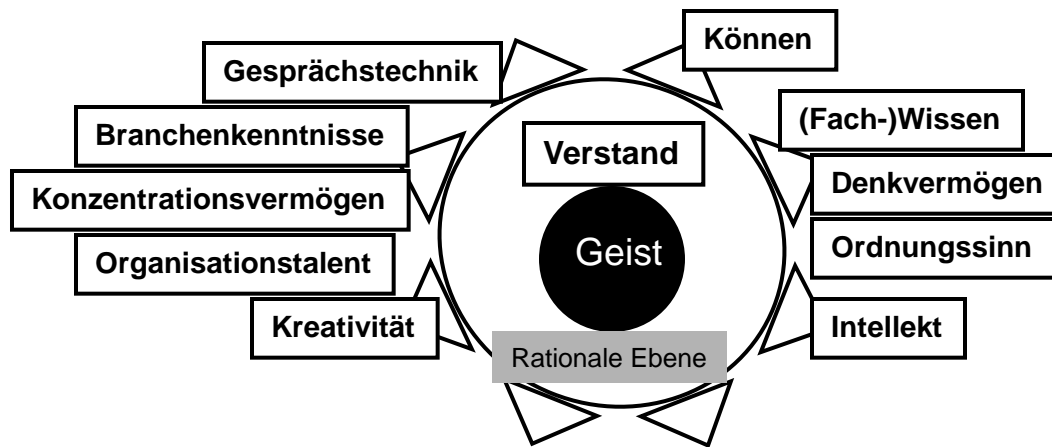 Können
Gesprächstechnik
(Fach-)Wissen
Branchenkenntnisse
Verstand
Denkvermögen
Konzentrationsvermögen
Geist
Ordnungssinn
Organisationstalent
Kreativität
Intellekt
Rationale Ebene